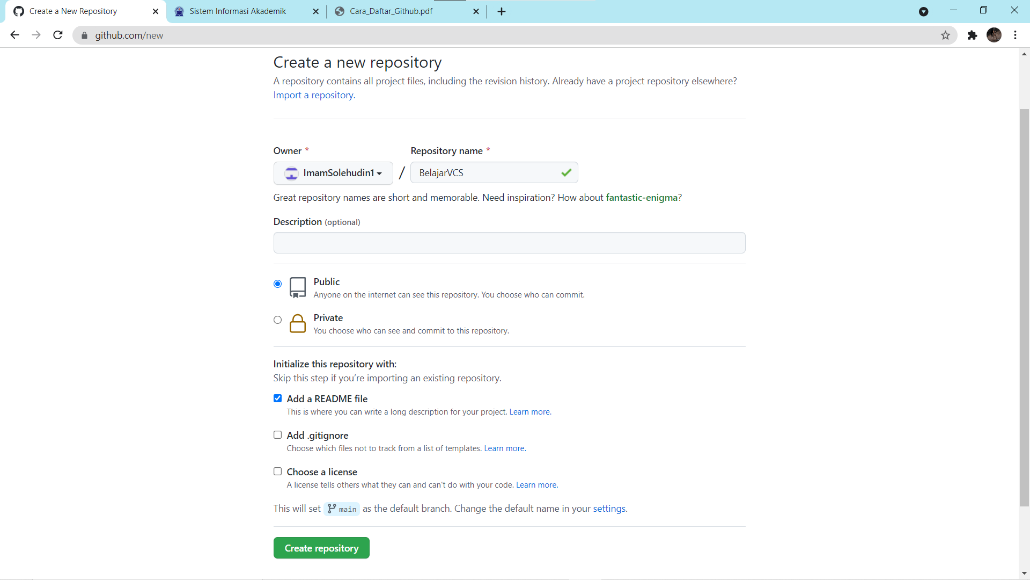 Create a New Repository
Sistem Informasi Akademik
Cara_Daftar_Github.pdf
github.com/new
Create a new repository
A repository contains all project files, including the revision history. Already have a project repository elsewhere?
Import a repository.
Owner * Repository name *
ImamSolehudin1 / BelajarVCS
Great repository names are short and memorable. Need inspiration? How about fantastic-enigma?
Description (optional)
Public
Anyone on the internet can see this repository. You choose who can commit.
Private
You choose who can see and commit to this repository.
Initialize this repository with:
Skip this step if you're importing an existing repository.
Add a README file
This is where you can write a long description for your project. Learn more.
Add .gitignore
Choose which files not to track from a list of templates. Learn more.
Choose a license
A license tells others what they can and can't do with your code. Learn more.
This will set main as the default branch. Change the default name in your settings.
Create repository